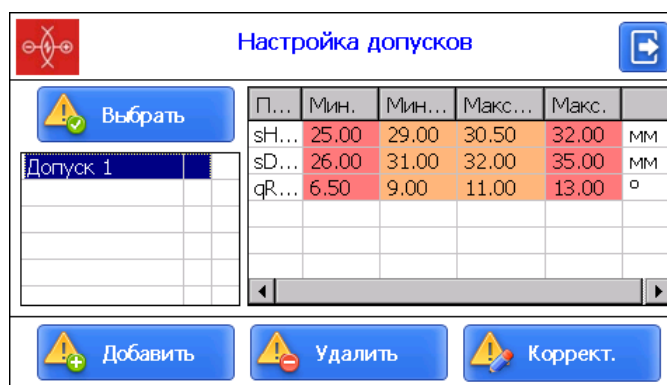 Настройка допусков
Выбрать
Допуск 1
П... Мин. Мин... Макс... Макс.
sH... 25.00 29.00 30.50 32.00 мм
sD... 26.00 31.00 32.00 35.00 мм
qR... 6.50 9.00 11.00 13.00 °
Добавить Удалить Коррект.